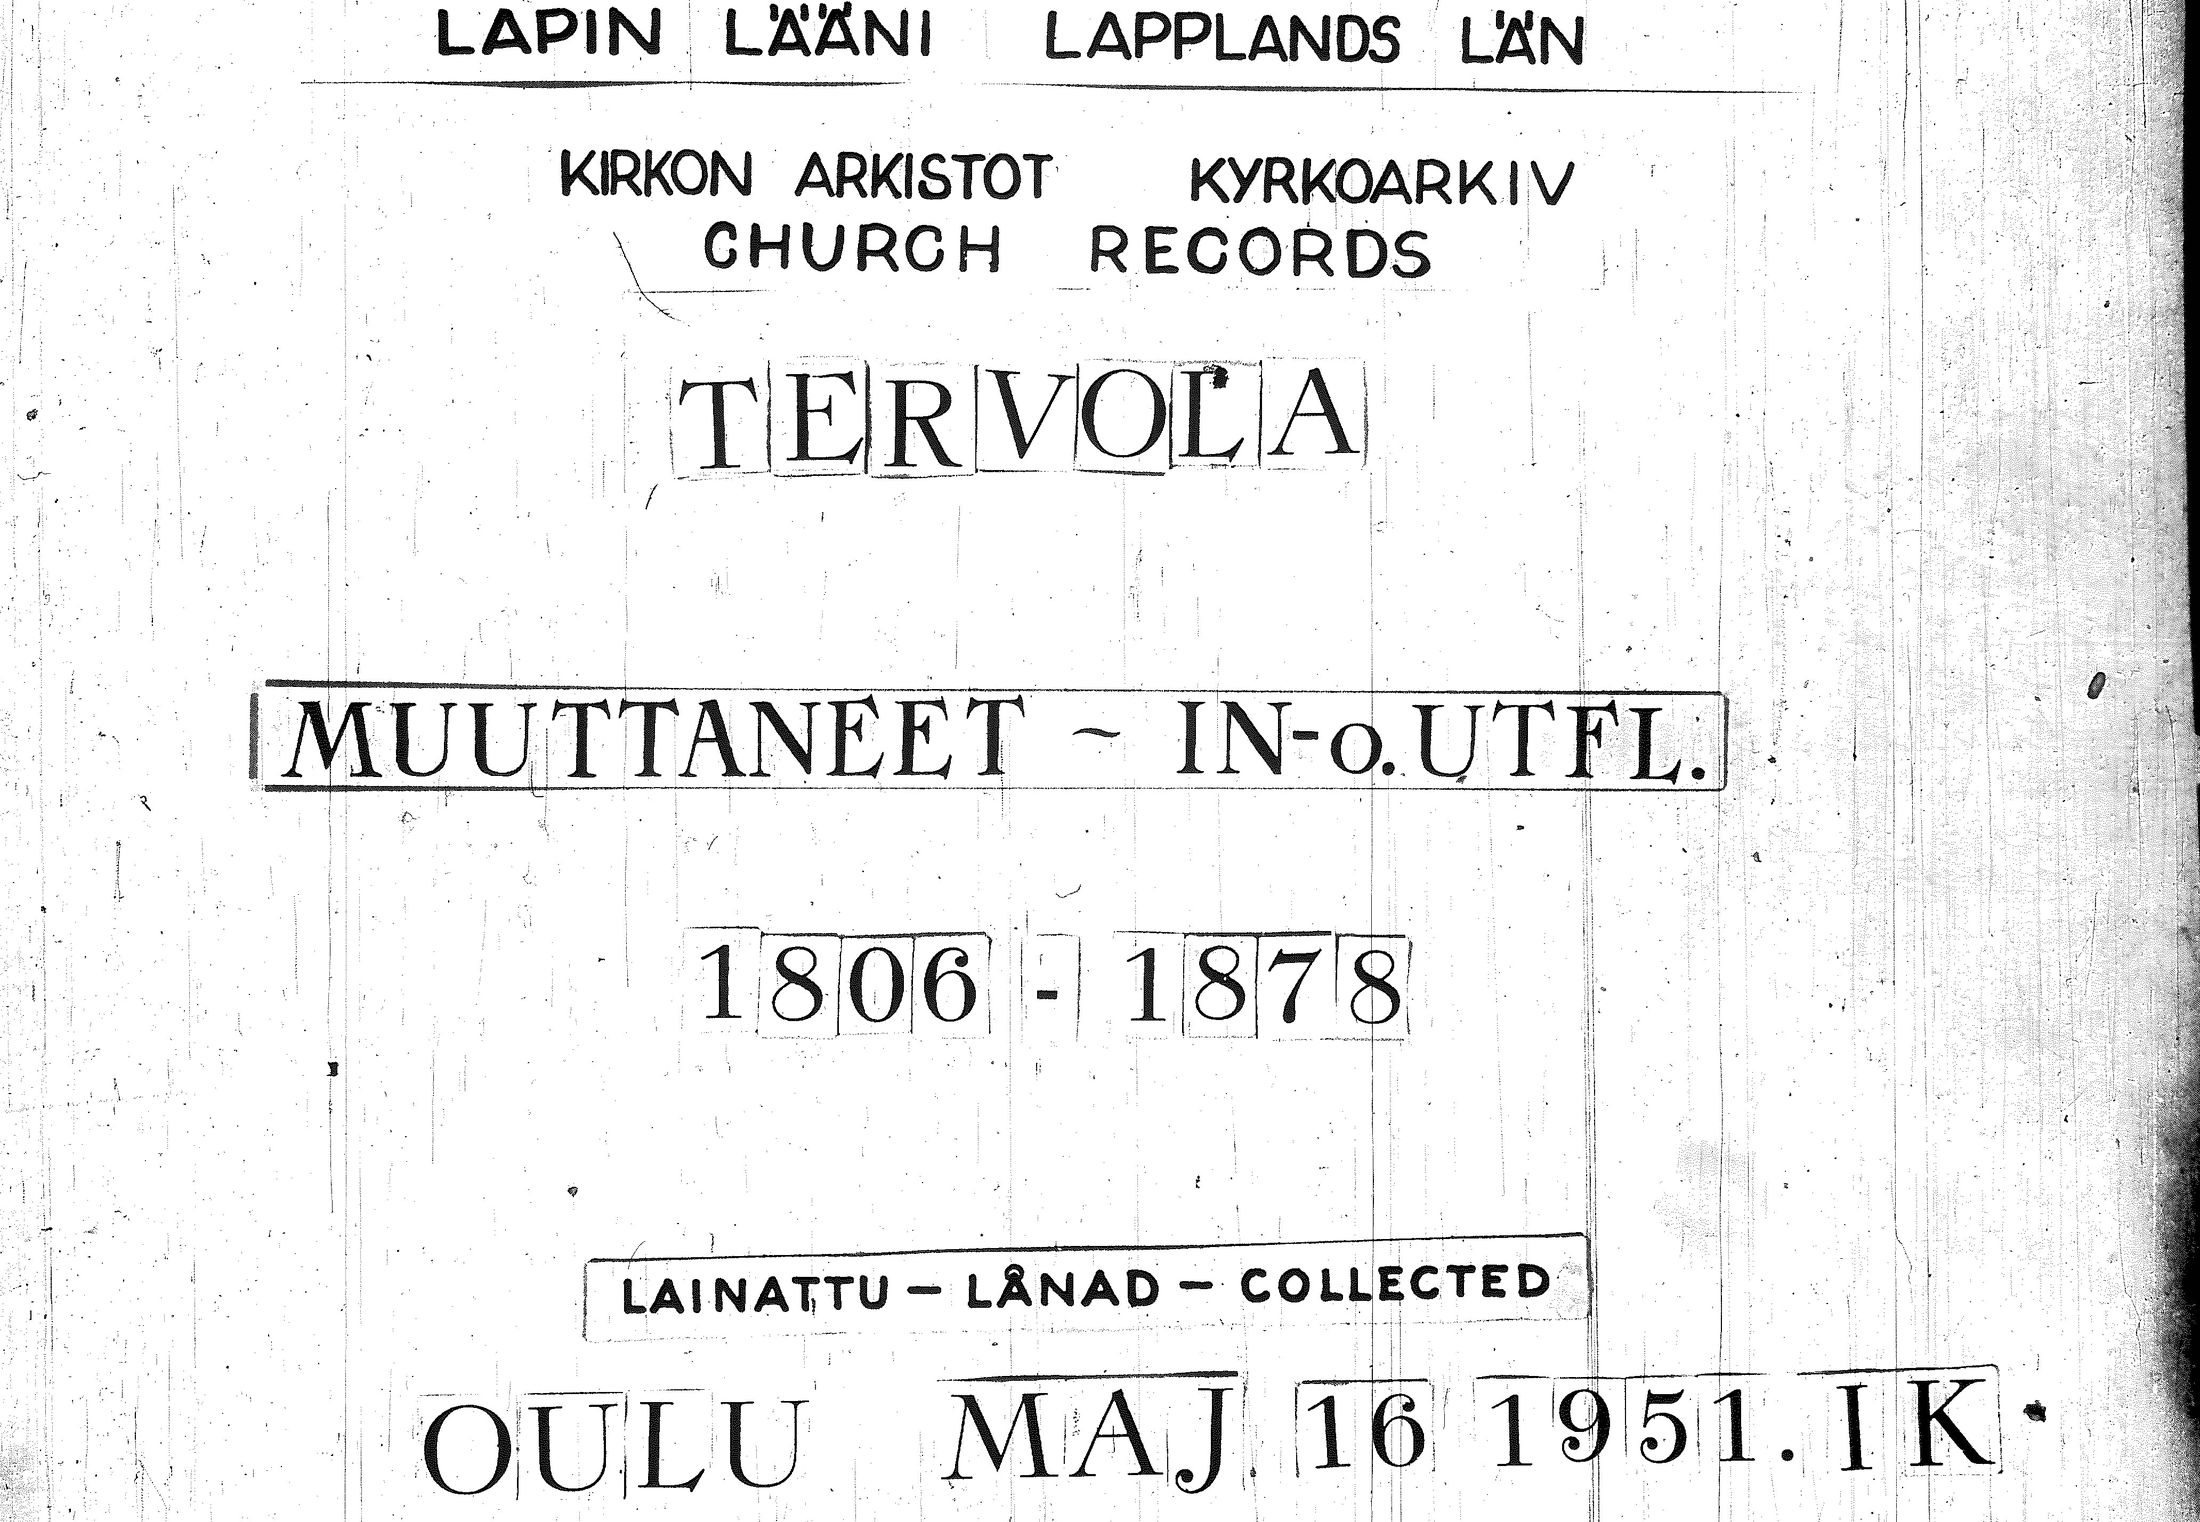 LAPIN LÄÄNI LAPPLANDS LÄN
KIRKON ARKISTOT KYRKOARKIV
CHURCH RECORDS
TERVOLA
MUUTTANEET ~ IN-o.UTFL.
1806 - 1878
LAINATTU - LÅNAD - COLLECTED
OULU MAJ 16 1951. I K